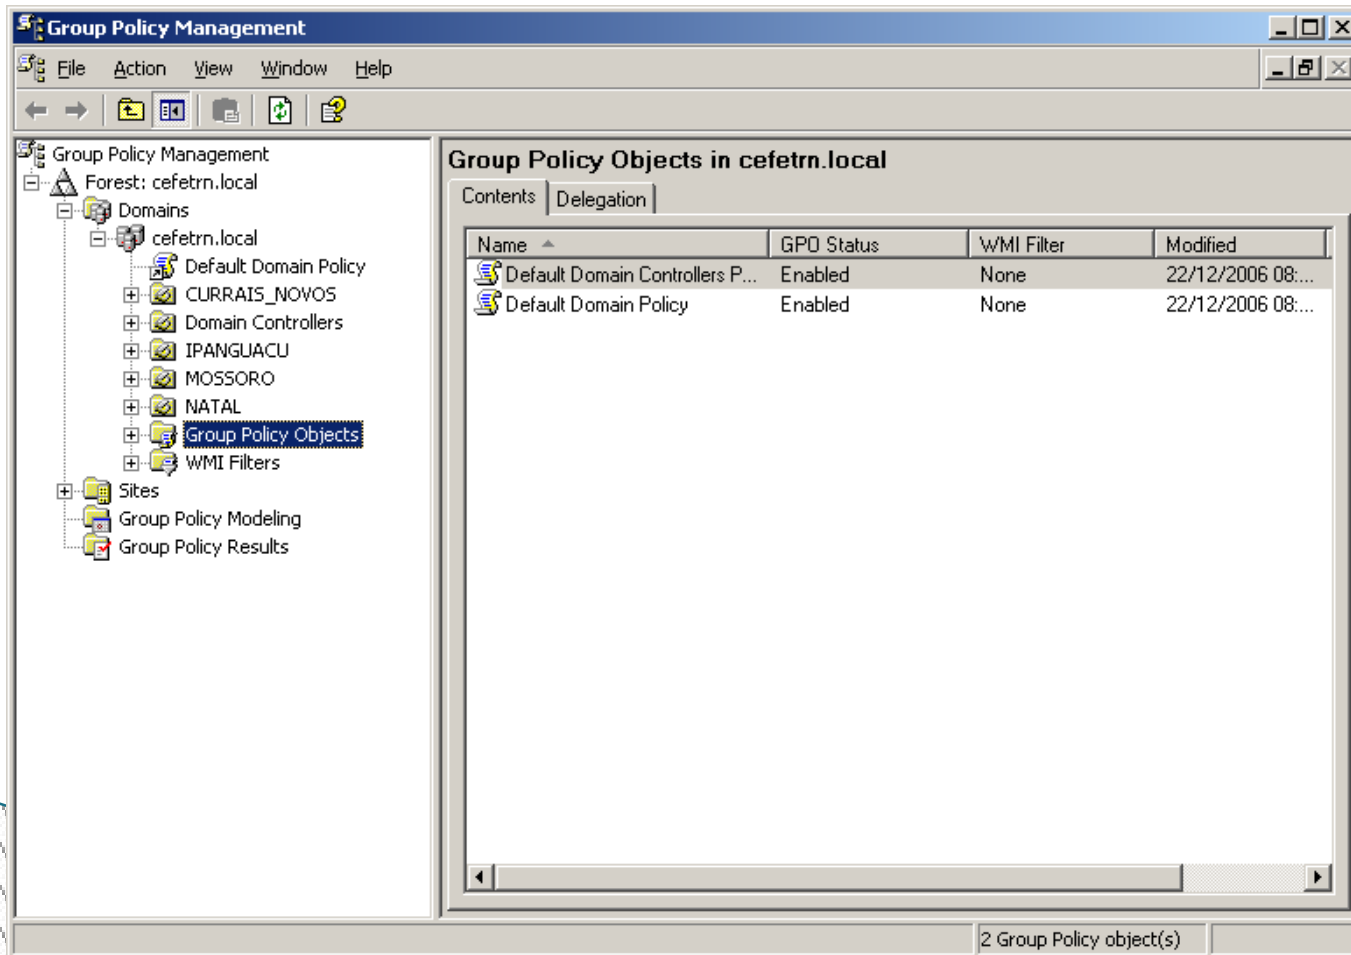 Group Policy Management
File Action View Window Help
Group Policy Management
Forest: cefetrn.local
Domains
cefetrn.local
Default Domain Policy
CURRAIS_NOVOS
Domain Controllers
IPANGUACU
MOSSORO
NATAL
Group Policy Objects
WMI Filters
Sites
Group Policy Modeling
Group Policy Results
Group Policy Objects in cefetrn.local
Contents Delegation
Name GPO Status WMI Filter Modified
Default Domain Controllers P... Enabled None 22/12/2006 08:...
Default Domain Policy Enabled None 22/12/2006 08:...
2 Group Policy object(s)